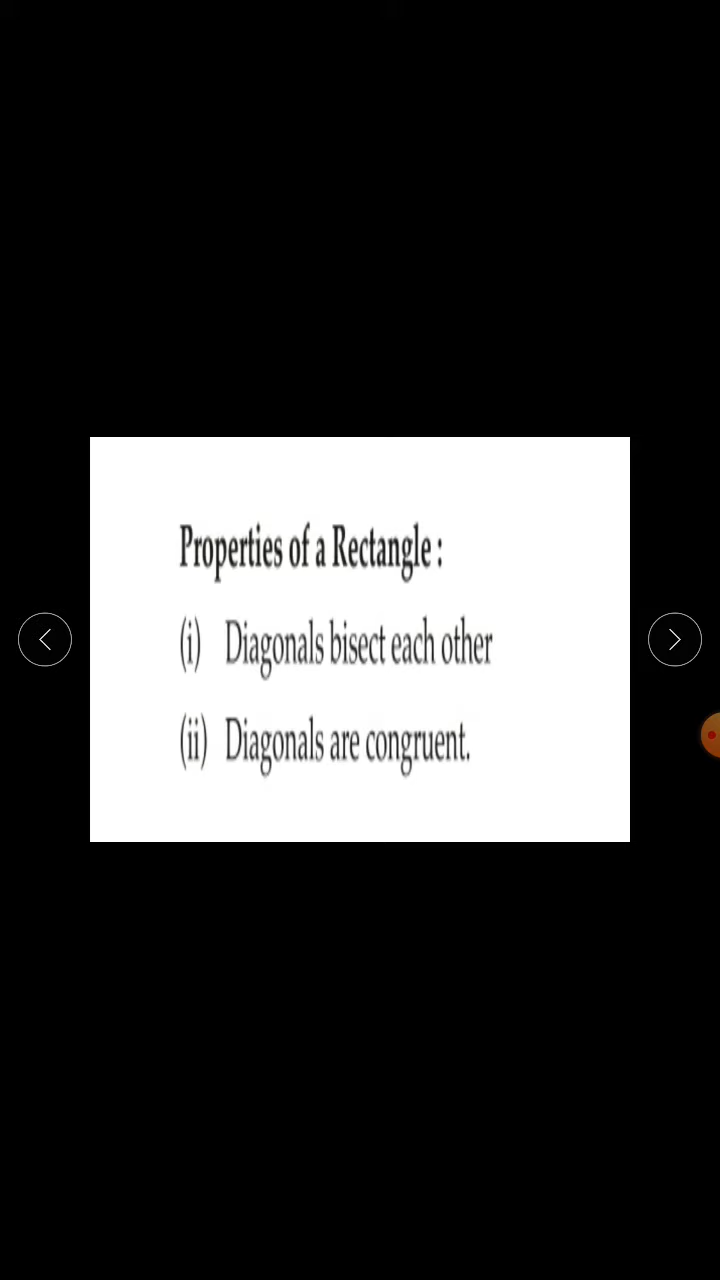 Properties of a Rectangle :
(i) Diagonals bisect each other
(ii) Diagonals are congruent.